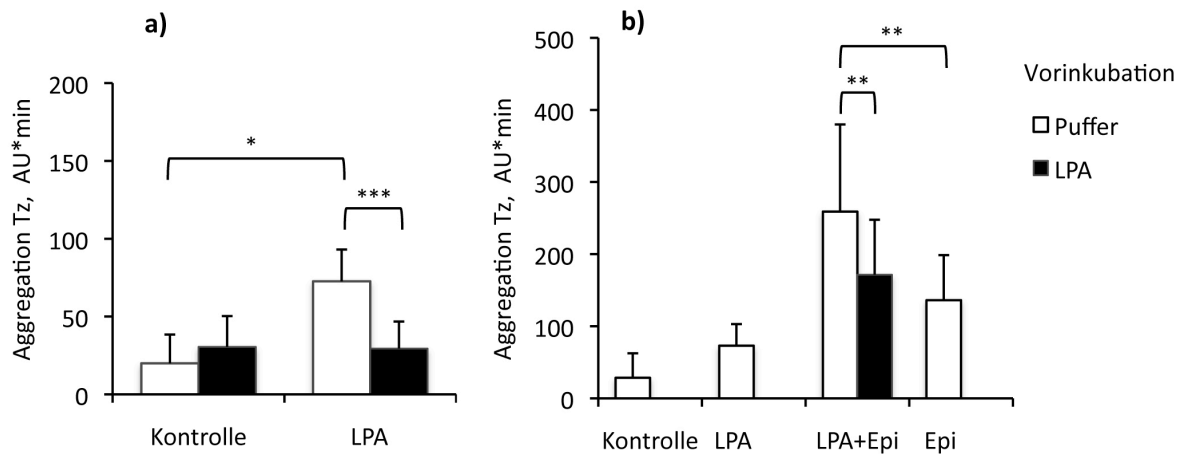 a)
Aggregation Tz, AU*min
200
150
100
50
0
*
***
Kontrolle
LPA
b)
Aggregation Tz, AU*min
500
400
300
200
100
0
**
**
Kontrolle
LPA
LPA+Epi
Epi
Vorinkubation
Puffer
LPA